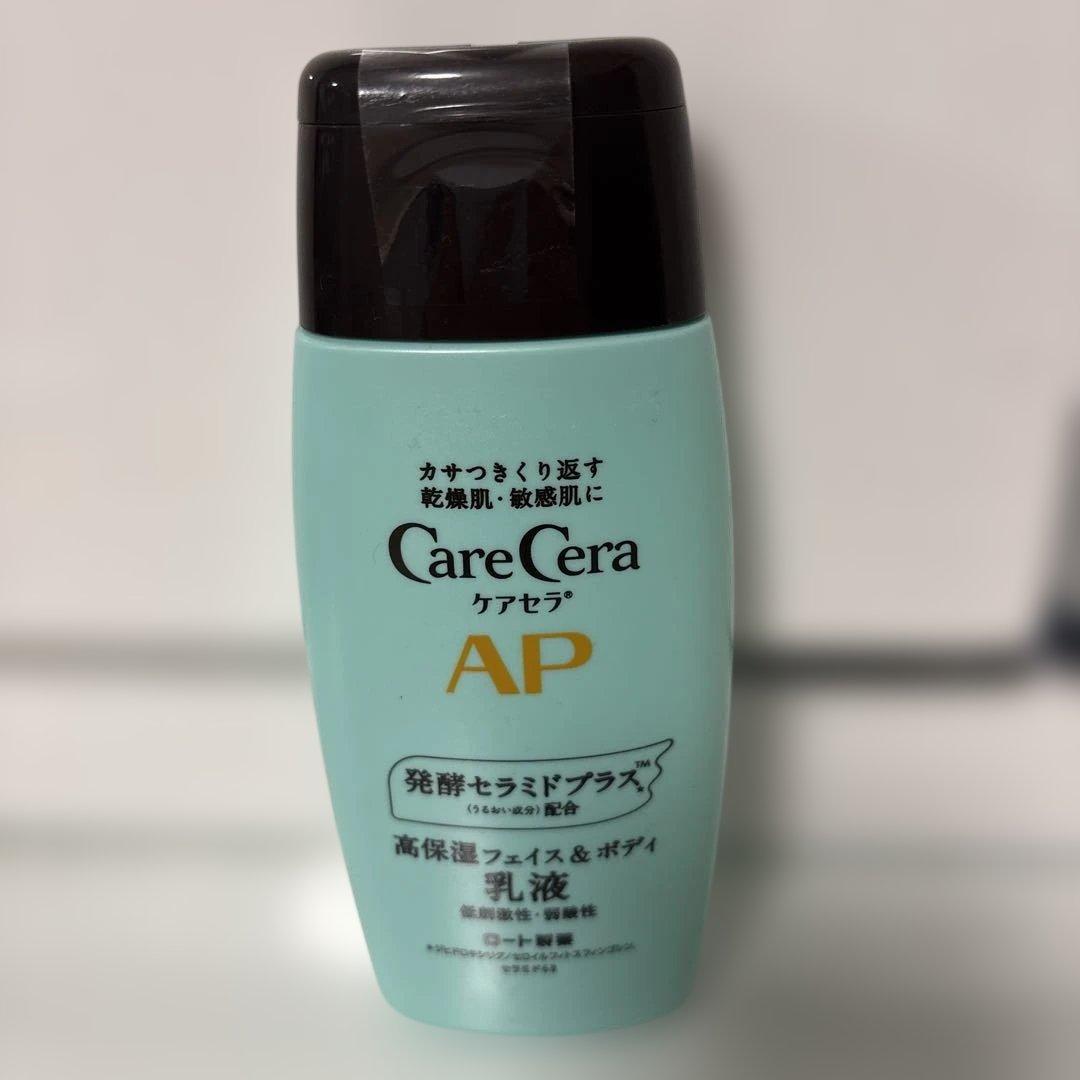 カサつきくり返す
乾燥肌・敏感肌に
CareCera
ケアセラ®
AP
発酵セラミドプラス™*
(うるおい成分) 配合
高保湿フェイス&ボディ
乳液
低刺激性・弱酸性
ロート製薬